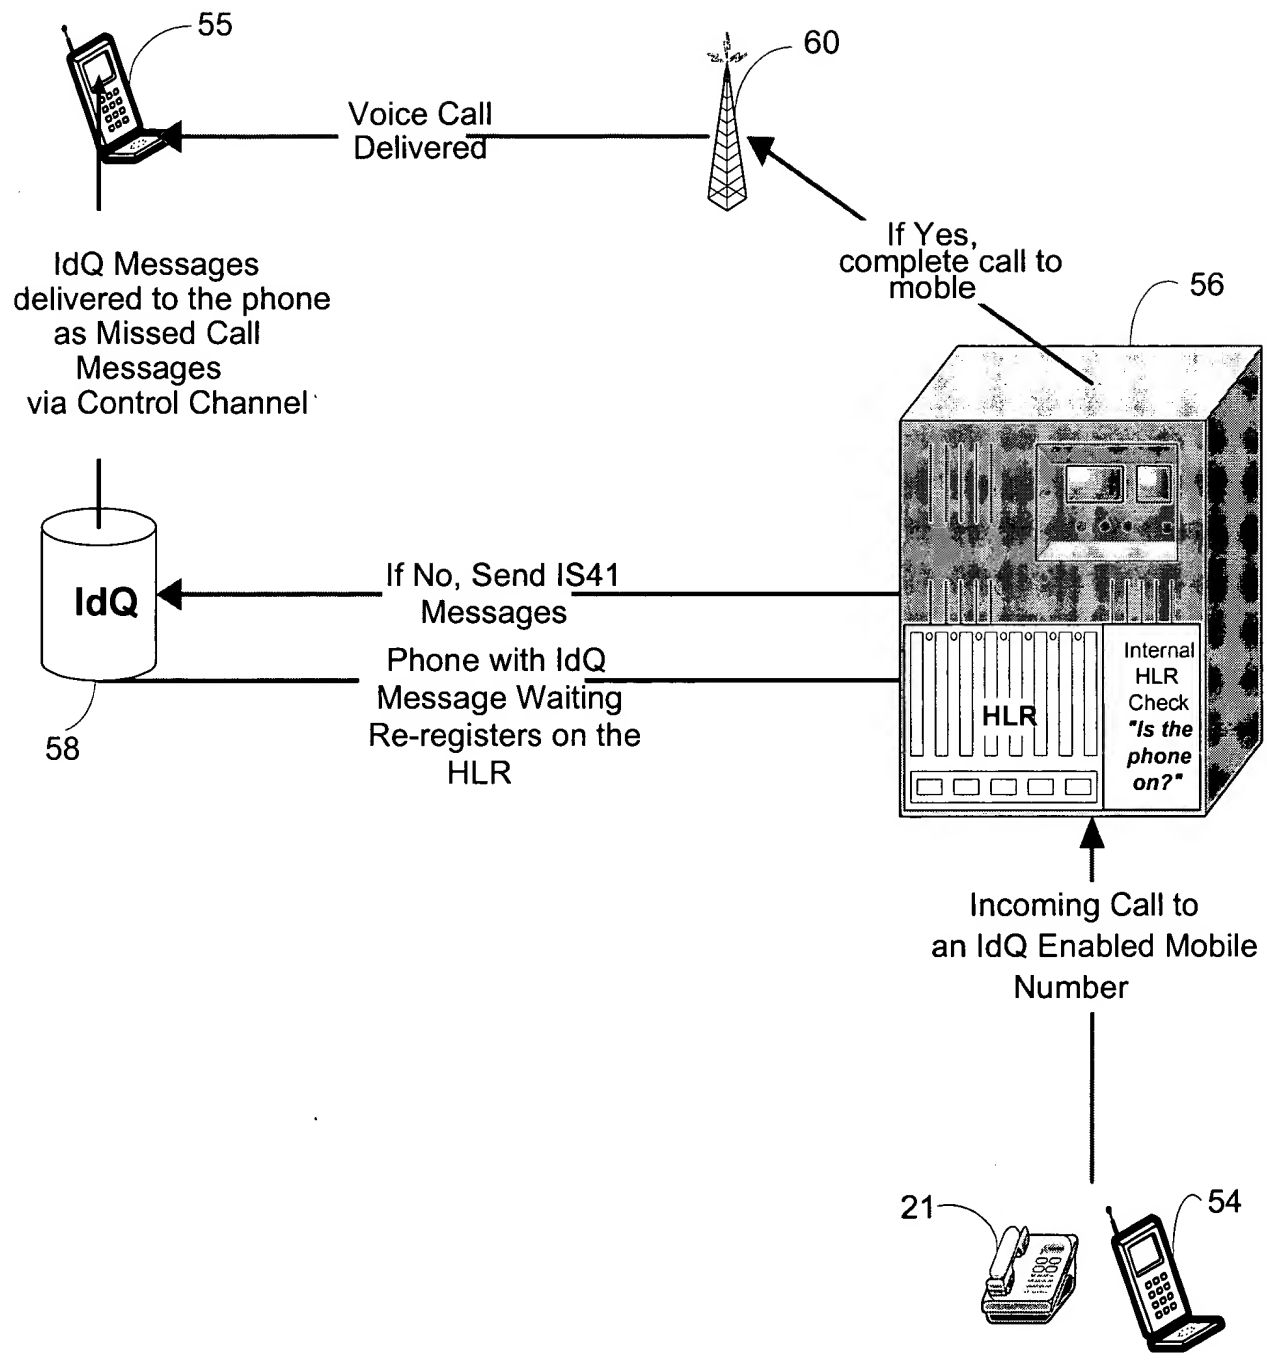 55
60
Voice Call
Delivered
If Yes,
complete call to
moble
56
IdQ Messages
delivered to the phone
as Missed Call
Messages
via Control Channel
IdQ
58
If No, Send IS41
Messages
Phone with IdQ
Message Waiting
Re-registers on the
HLR
HLR
Internal
HLR
Check
"Is the
phone
on?"
Incoming Call to
an IdQ Enabled Mobile
Number
21
54